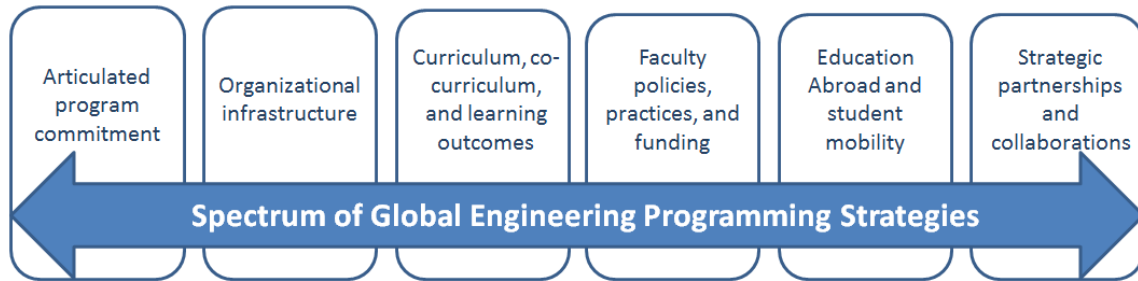 Articulated
program
commitment
Organizational
infrastructure
Curriculum, co-
curriculum,
and learning
outcomes
Faculty
policies,
practices, and
funding
Education
Abroad and
student
mobility
Strategic
partnerships
and
collaborations
Spectrum of Global Engineering Programming Strategies